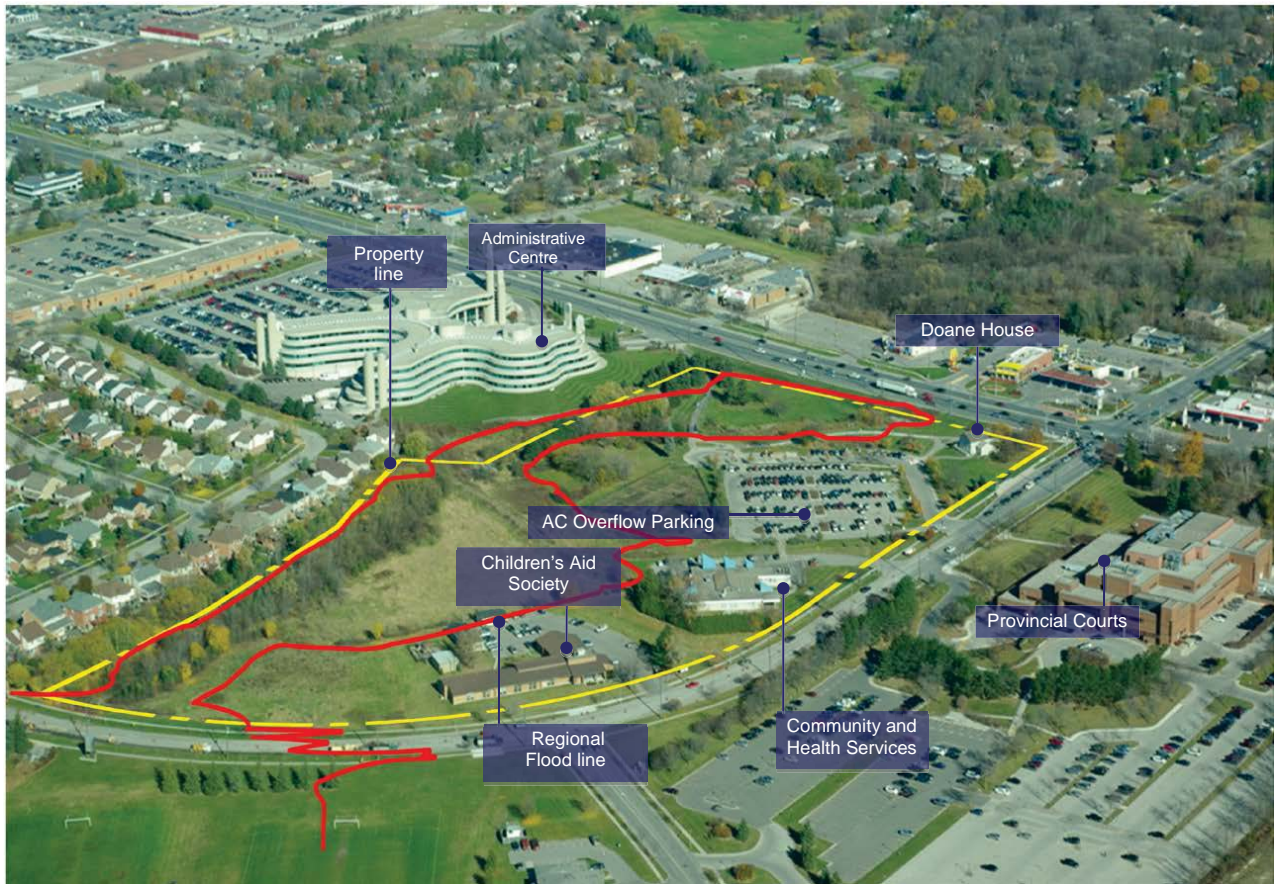 Administrative
Centre
Property
line
Doane House
AC Overflow Parking
Children's Aid
Society
Provincial Courts
Community and
Health Services
Regional
Flood line